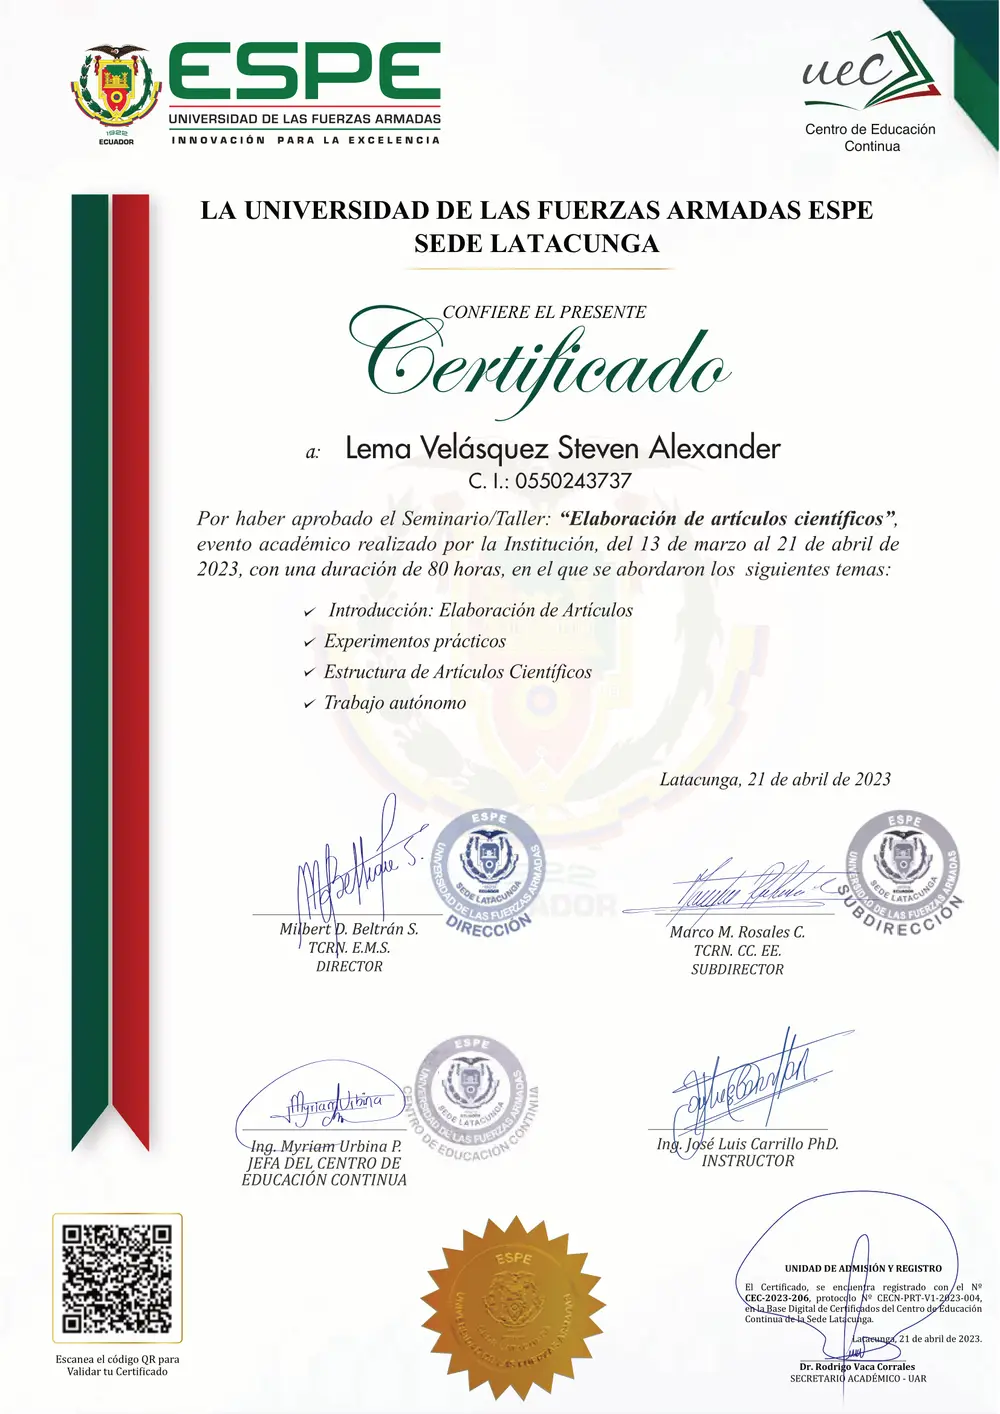 ESPE
UNIVERSIDAD DE LAS FUERZAS ARMADAS
INNOVACIÓN PARA LA EXCELENCIA
1922
ECUADOR
uec
Centro de Educación
Continua
LA UNIVERSIDAD DE LAS FUERZAS ARMADAS ESPE
SEDE LATACUNGA
CONFIERE EL PRESENTE
Certificado
a: Lema Velásquez Steven Alexander
C. I.: 0550243737
Por haber aprobado el Seminario/Taller: “Elaboración de artículos científicos”,
evento académico realizado por la Institución, del 13 de marzo al 21 de abril de
2023, con una duración de 80 horas, en el que se abordaron los siguientes temas:
✓ Introducción: Elaboración de Artículos
✓ Experimentos prácticos
✓ Estructura de Artículos Científicos
✓ Trabajo autónomo
Latacunga, 21 de abril de 2023
Milbert D. Beltrán S.
TCRN. E.M.S.
DIRECTOR
ESPE
UNIVERSIDAD DE LAS FUERZAS ARMADAS
SEDE LATACUNGA
DIRECCIÓN
Marco M. Rosales C.
TCRN. CC. EE.
SUBDIRECTOR
ESPE
UNIVERSIDAD DE LAS FUERZAS ARMADAS
SEDE LATACUNGA
SUBDIRECCIÓN
Myriam Urbina
Ing. Myriam Urbina P.
JEFA DEL CENTRO DE
EDUCACIÓN CONTINUA
ESPE
UNIVERSIDAD DE LAS FUERZAS ARMADAS
SEDE LATACUNGA
CENTRO DE EDUCACIÓN CONTINUA
Ing. José Luis Carrillo PhD.
INSTRUCTOR
Escanea el código QR para
Validar tu Certificado
ESPE
UNIDAD DE ADMISIÓN Y REGISTRO
El Certificado, se encuentra registrado con el Nº
CEC-2023-206, protocolo Nº CECN-PRT-V1-2023-004,
en la Base Digital de Certificados del Centro de Educación
Continua de la Sede Latacunga.
Latacunga, 21 de abril de 2023.
Dr. Rodrigo Vaca Corrales
SECRETARIO ACADÉMICO - UAR